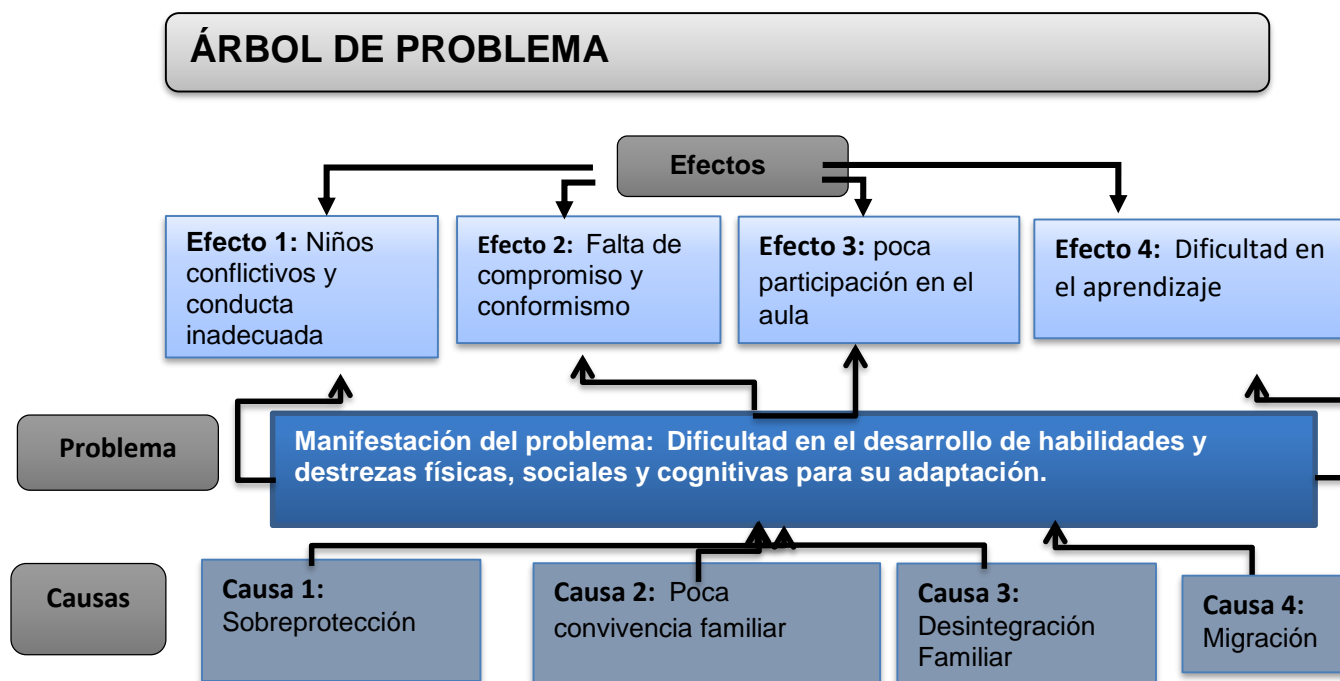 ÁRBOL DE PROBLEMA
Efectos
Efecto 1: Niños
conflictivos y
conducta
inadecuada
Efecto 2: Falta de
compromiso y
conformismo
Efecto 3: poca
participación en el
aula
Efecto 4: Dificultad en
el aprendizaje
Problema
Manifestación del problema: Dificultad en el desarrollo de habilidades y
destrezas físicas, sociales y cognitivas para su adaptación.
Causas
Causa 1:
Sobreprotección
Causa 2: Poca
convivencia familiar
Causa 3:
Desintegración
Familiar
Causa 4:
Migración